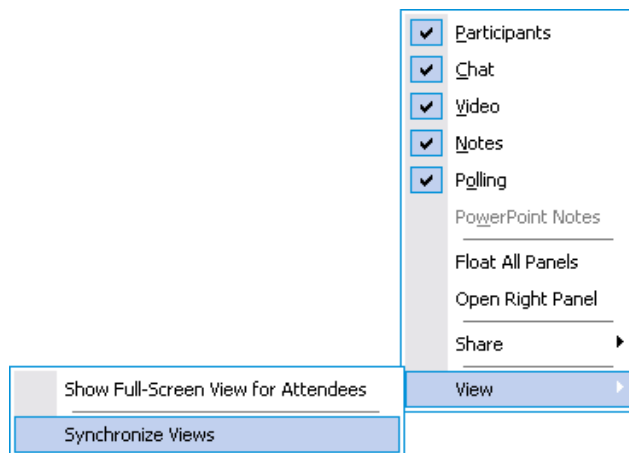 Participants
Chat
Video
Notes
Polling
PowerPoint Notes
Float All Panels
Open Right Panel
Share
View
Show Full-Screen View for Attendees
Synchronize Views